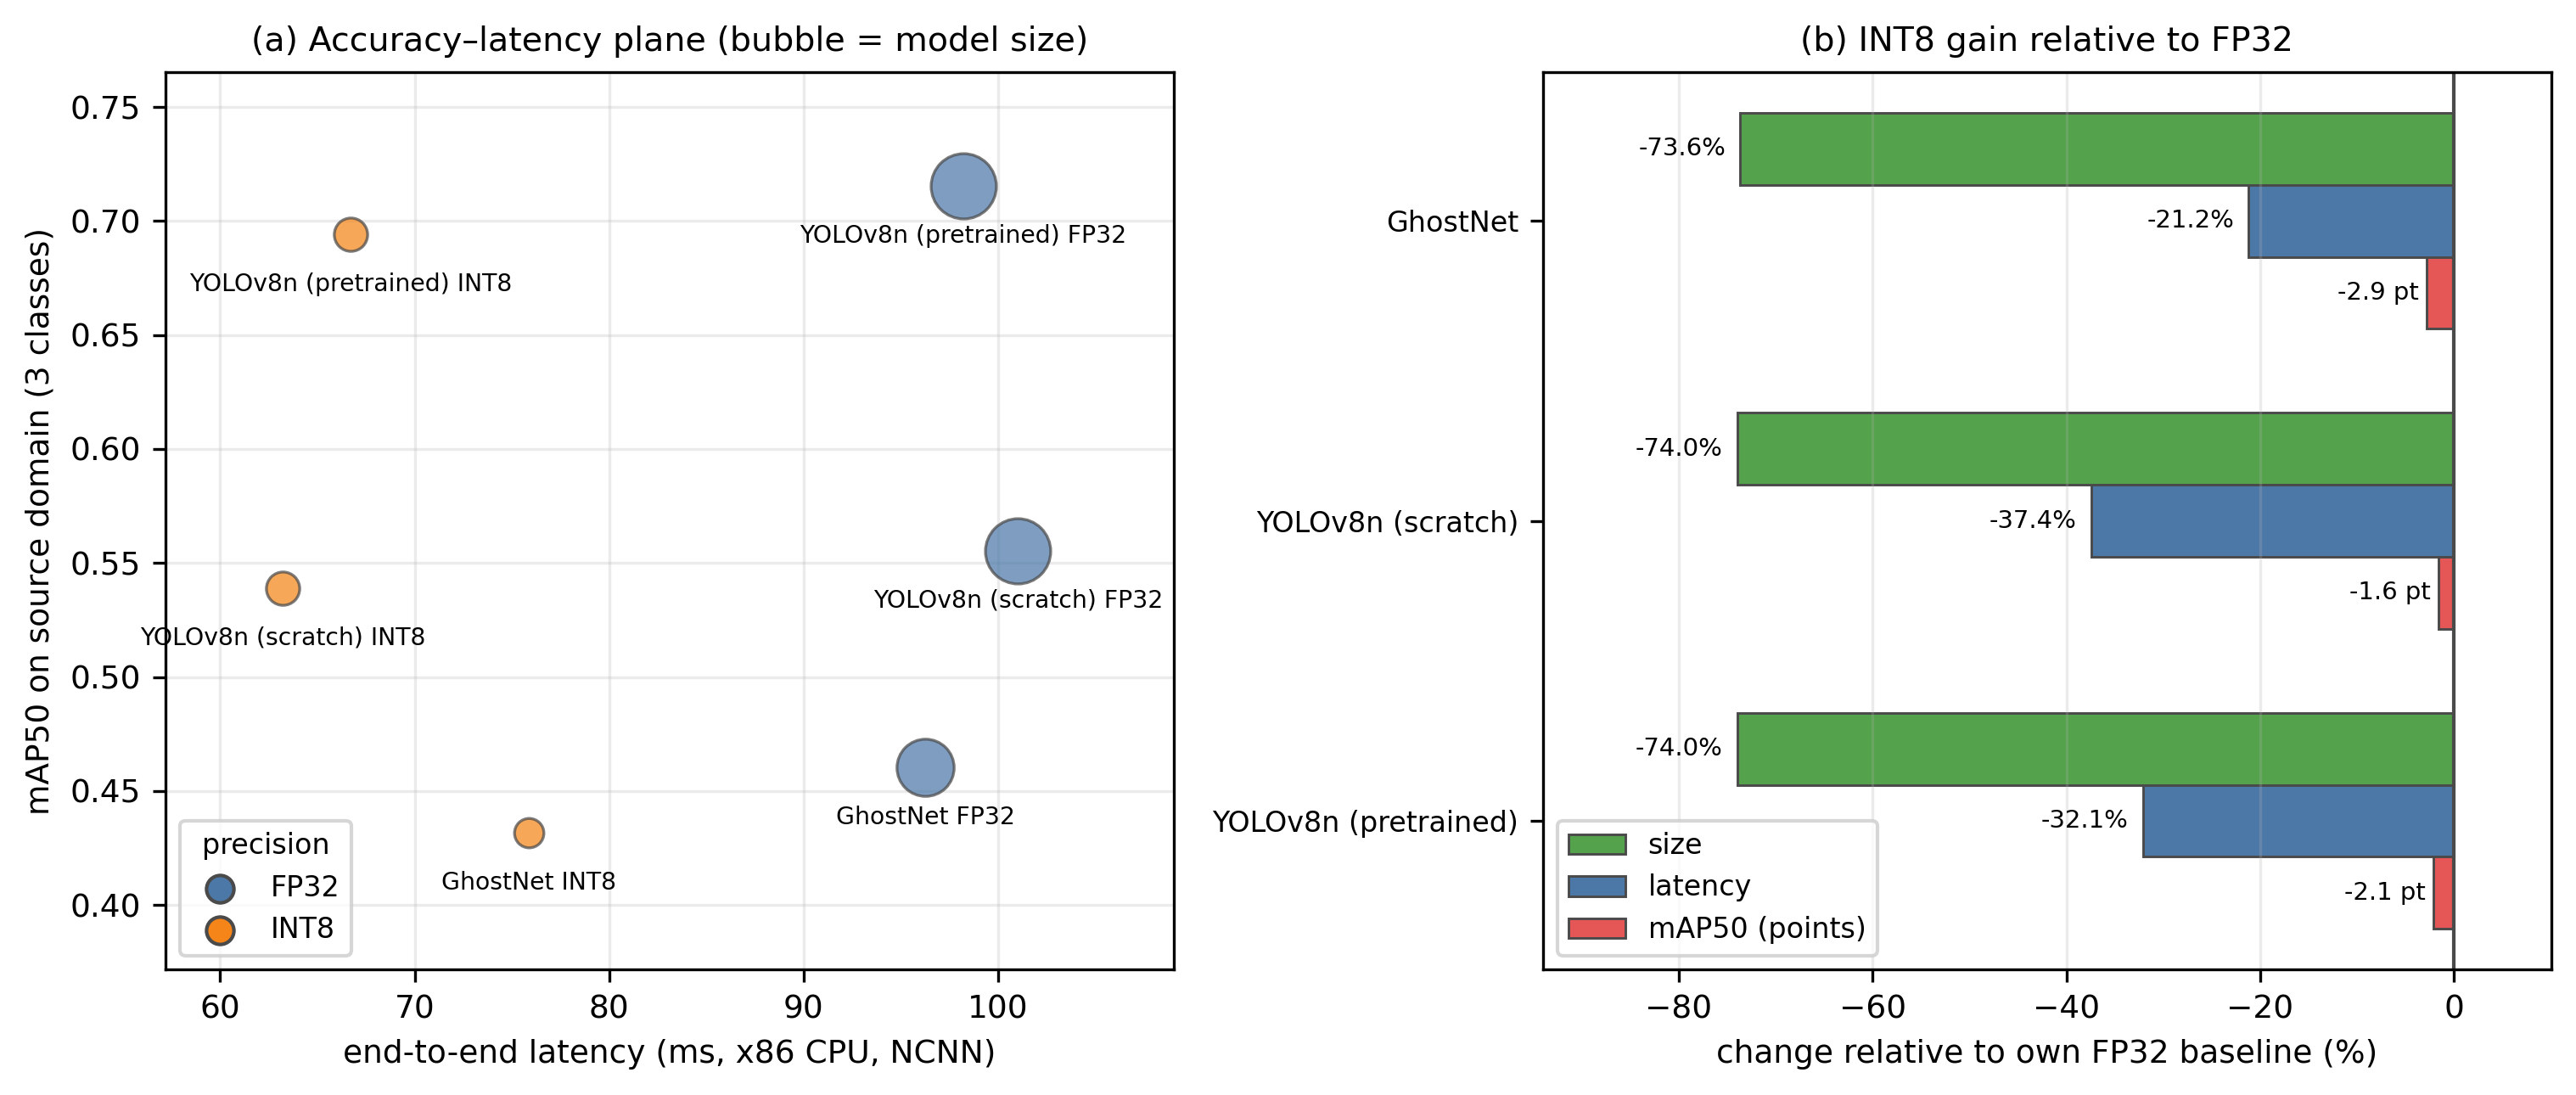 (a) Accuracy–latency plane (bubble = model size)
mAP50 on source domain (3 classes)
0.75
0.70
0.65
0.60
0.55
0.50
0.45
0.40
YOLOv8n (pretrained) FP32
YOLOv8n (pretrained) INT8
YOLOv8n (scratch) FP32
YOLOv8n (scratch) INT8
GhostNet FP32
GhostNet INT8
precision
FP32
INT8
60 70 80 90 100
end-to-end latency (ms, x86 CPU, NCNN)
(b) INT8 gain relative to FP32
GhostNet
-73.6%
-21.2%
-2.9 pt
YOLOv8n (scratch)
-74.0%
-37.4%
-1.6 pt
YOLOv8n (pretrained)
-74.0%
-32.1%
-2.1 pt
size
latency
mAP50 (points)
−80 −60 −40 −20 0
change relative to own FP32 baseline (%)